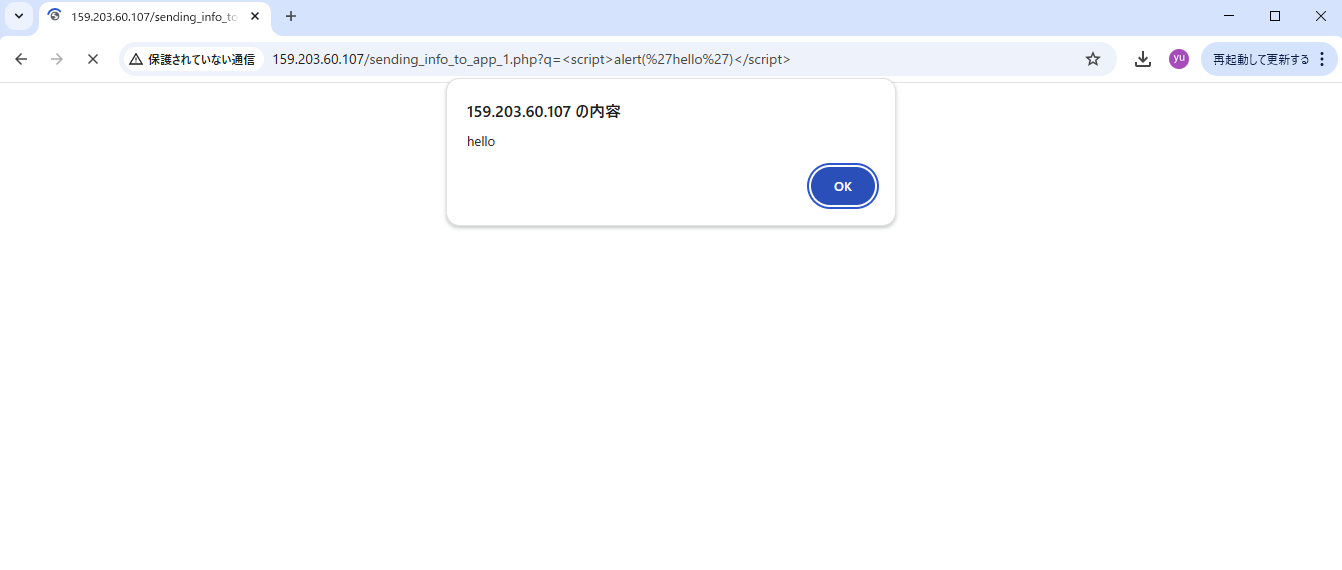 159.203.60.107/sending_info_to
保護されていない通信 159.203.60.107/sending_info_to_app_1.php?q=<script>alert(%27hello%27)</script> yu 再起動して更新する
159.203.60.107 の内容
hello
OK